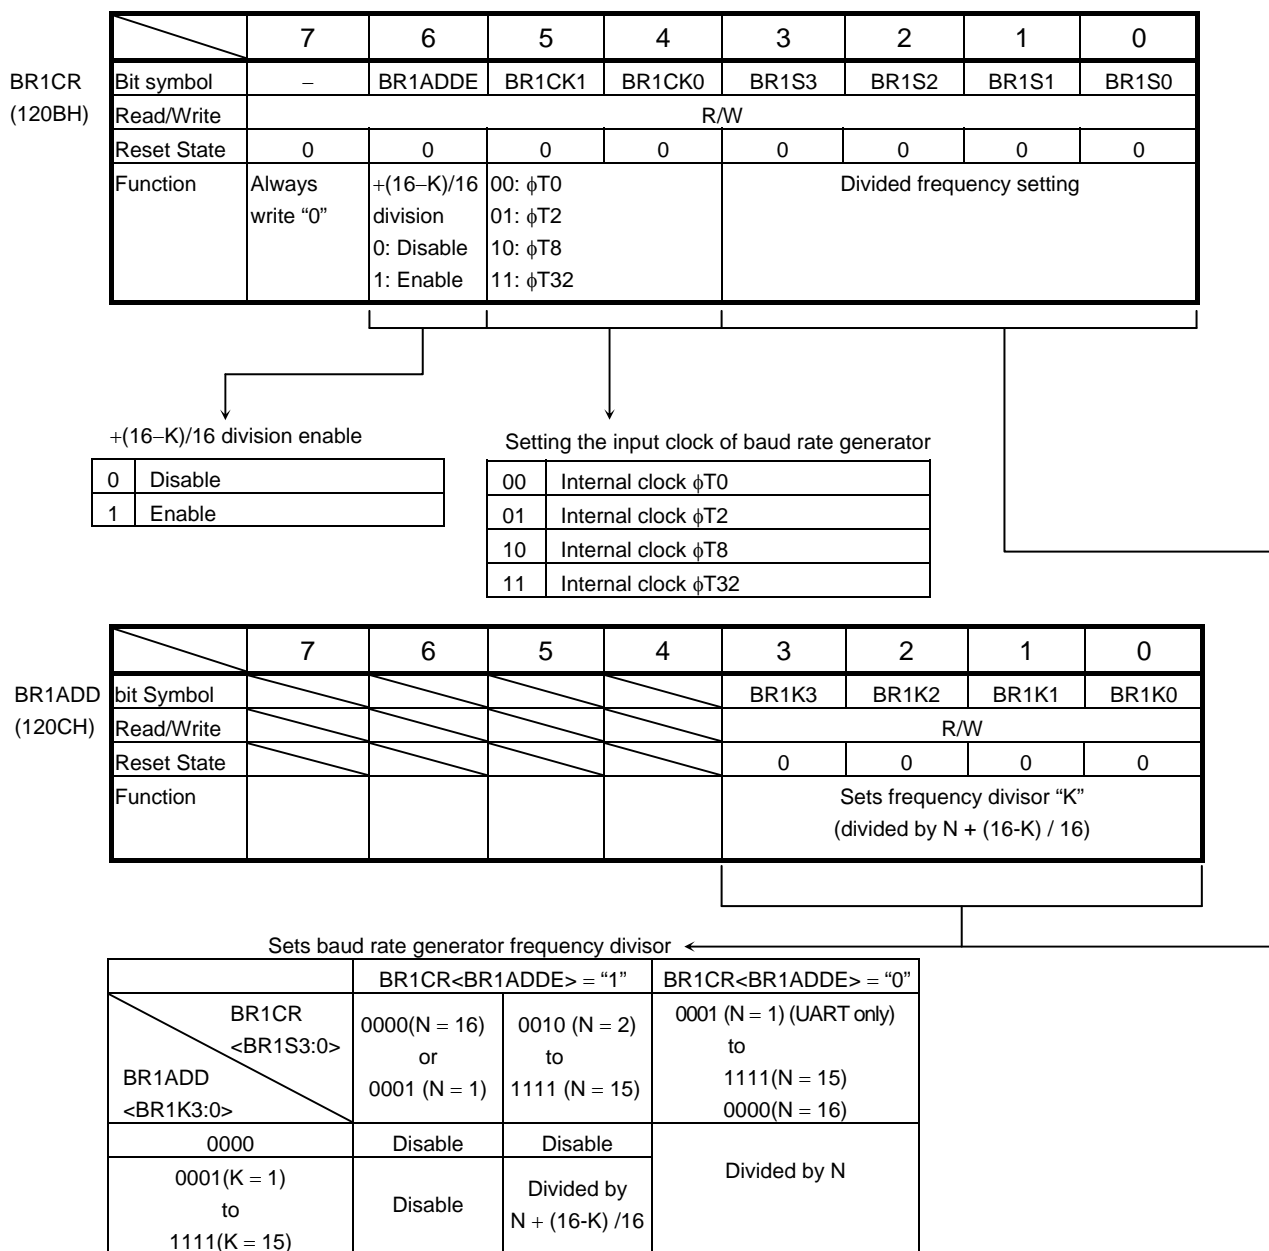 7 6 5 4 3 2 1 0
BR1CR
(120BH)
Bit symbol – BR1ADDE BR1CK1 BR1CK0 BR1S3 BR1S2 BR1S1 BR1S0
Read/Write R/W
Reset State 0 0 0 0 0 0 0 0
Function Always +(16−K)/16 00: ϕT0 Divided frequency setting
write “0” division 01: ϕT2
0: Disable 10: ϕT8
1: Enable 11: ϕT32
+(16−K)/16 division enable
0 Disable
1 Enable
Setting the input clock of baud rate generator
00 Internal clock ϕT0
01 Internal clock ϕT2
10 Internal clock ϕT8
11 Internal clock ϕT32
7 6 5 4 3 2 1 0
BR1ADD
(120CH)
bit Symbol BR1K3 BR1K2 BR1K1 BR1K0
Read/Write R/W
Reset State 0 0 0 0
Function Sets frequency divisor “K”
(divided by N + (16-K) / 16)
Sets baud rate generator frequency divisor
BR1CR<BR1ADDE> = “1” BR1CR<BR1ADDE> = “0”
BR1CR
<BR1S3:0>
BR1ADD
<BR1K3:0>
0000(N = 16)
or
0001 (N = 1)
0010 (N = 2)
to
1111 (N = 15)
0001 (N = 1) (UART only)
to
1111(N = 15)
0000(N = 16)
0000 Disable Disable
Divided by N
0001(K = 1)
to
1111(K = 15)
Disable
Divided by
N + (16-K) /16